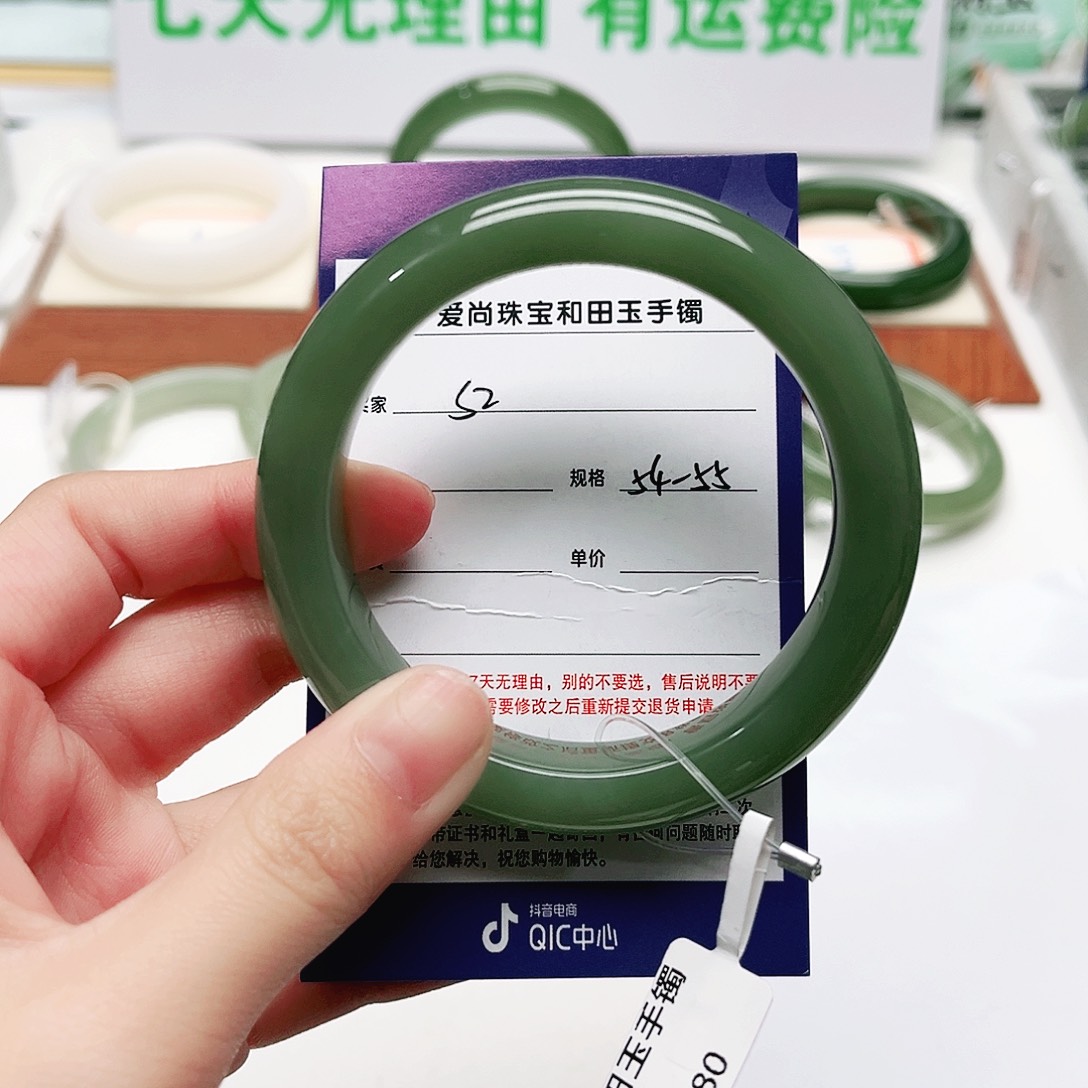 七天无理由 有运费险
爱尚珠宝和田玉手镯
家 52
规格 54-55
单价
7天无理由，别的不要选，售后说明不要
需要修改之后重新提交退货申请
次
带证书和礼盒一起寄回，有任何问题随时联
给您解决，祝您购物愉快。
抖音电商
QIC中心
田玉手镯
80